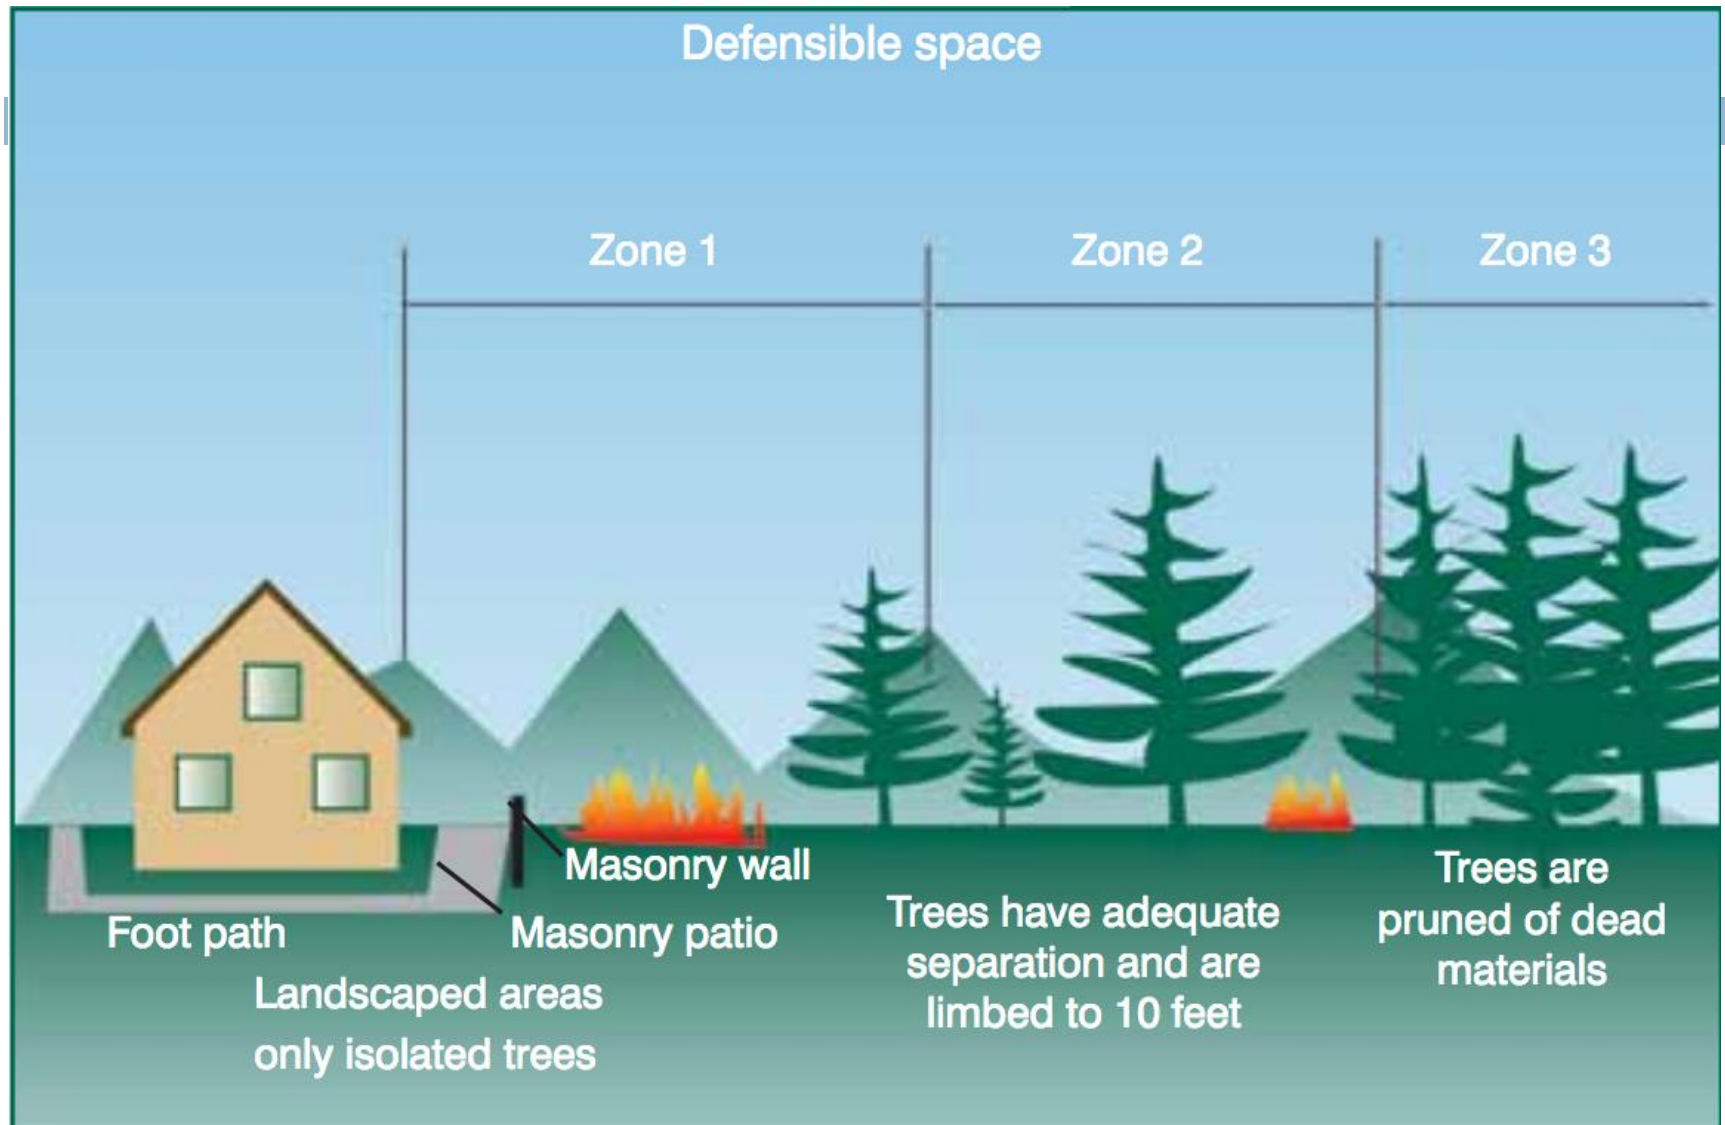 Defensible space
Zone 1
Zone 2
Zone 3
Masonry wall
Masonry patio
Foot path
Landscaped areas
only isolated trees
Trees have adequate
separation and are
limbed to 10 feet
Trees are
pruned of dead
materials